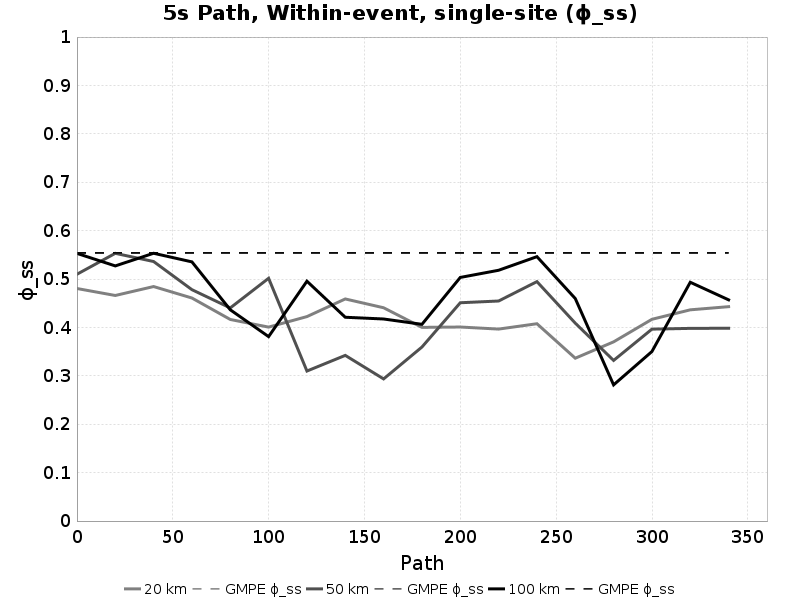 5s Path, Within-event, single-site (ϕ_ss)
1
0.9
0.8
0.7
0.6
0.5
0.4
0.3
0.2
0.1
0
ϕ_ss
0 50 100 150 200 250 300 350
Path
20 km GMPE ϕ_ss 50 km GMPE ϕ_ss 100 km GMPE ϕ_ss